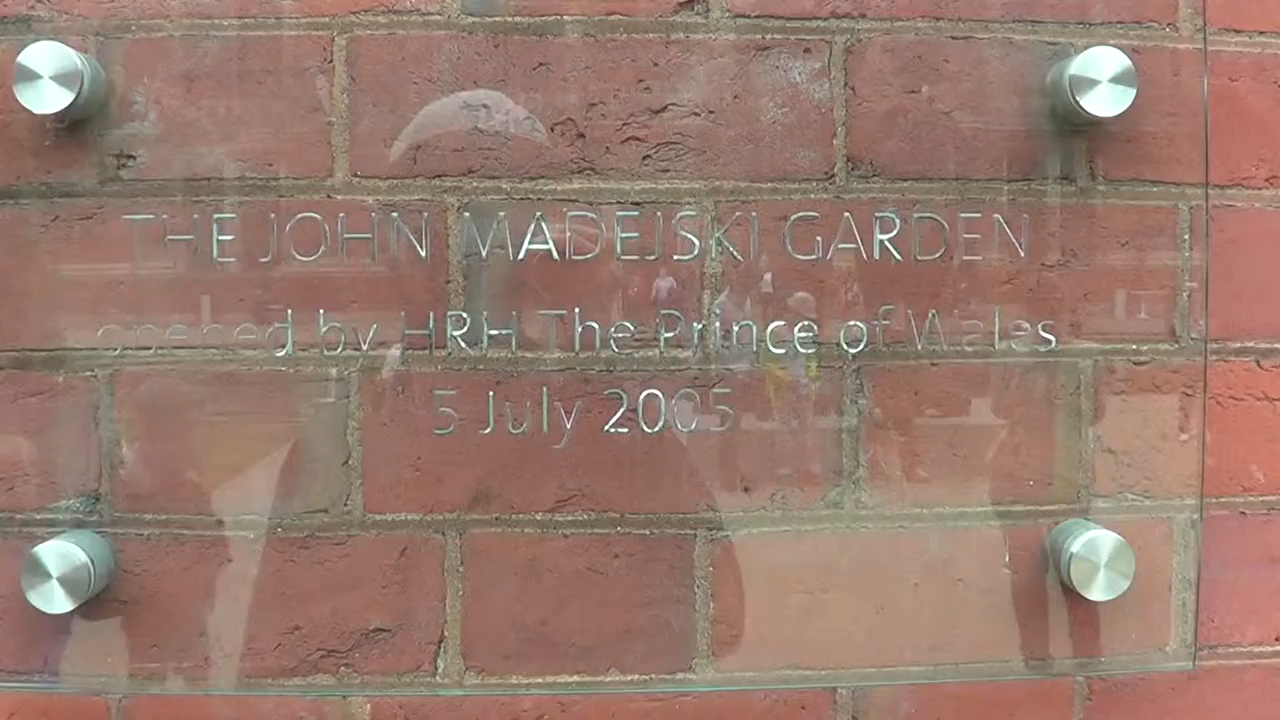 THE JOHN MADEJSKI GARDEN
opened by HRH The Prince of Wales
5 July 2005